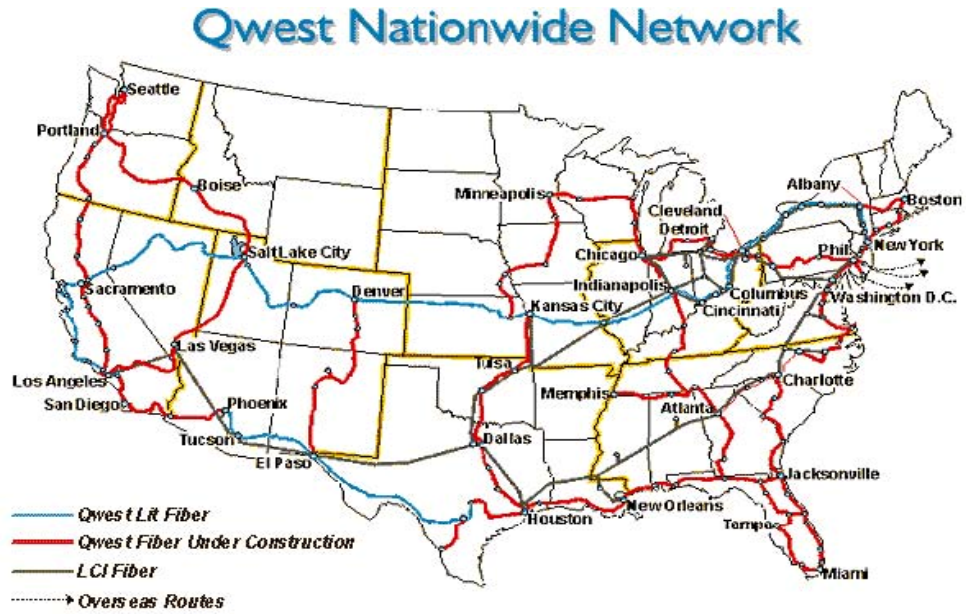 Qwest Nationwide Network
Seattle
Portland
Boise
Minneapolis
Albany
Boston
Cleveland
Detroit
New York
Salt Lake City
Chicago
Phil.
Sacramento
Denver
Indianapolis
Columbus
Washington D.C.
Kansas City
Cincinnati
Las Vegas
Tulsa
Los Angeles
Charlotte
Memphis
San Diego
Phoenix
Atlanta
Tucson
Dallas
El Paso
Jacksonville
New Orleans
Houston
Tampa
Miami
Qwest Lit Fiber
Qwest Fiber Under Construction
LCI Fiber
Overseas Routes